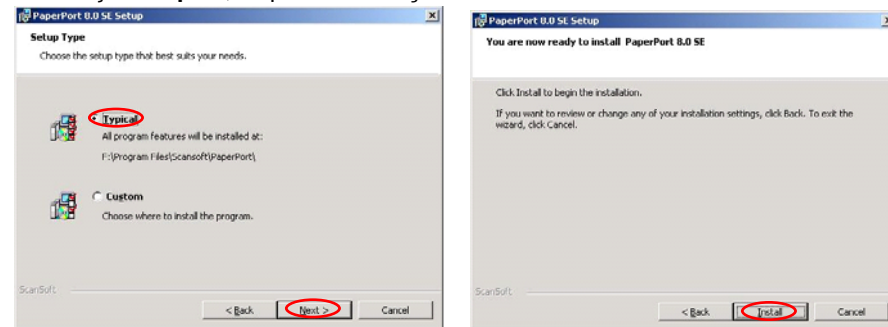 PaperPort 8.0 SE Setup
Setup Type
Choose the setup type that best suits your needs.
Typical
All program features will be installed at:
F:\Program Files\Scansoft\PaperPort\
Custom
Choose where to install the program.
ScanSoft
< Back
Next >
Cancel
PaperPort 8.0 SE Setup
You are now ready to install PaperPort 8.0 SE
Click Install to begin the installation.
If you want to review or change any of your installation settings, click Back. To exit the
wizard, click Cancel.
ScanSoft
< Back
Install
Cancel